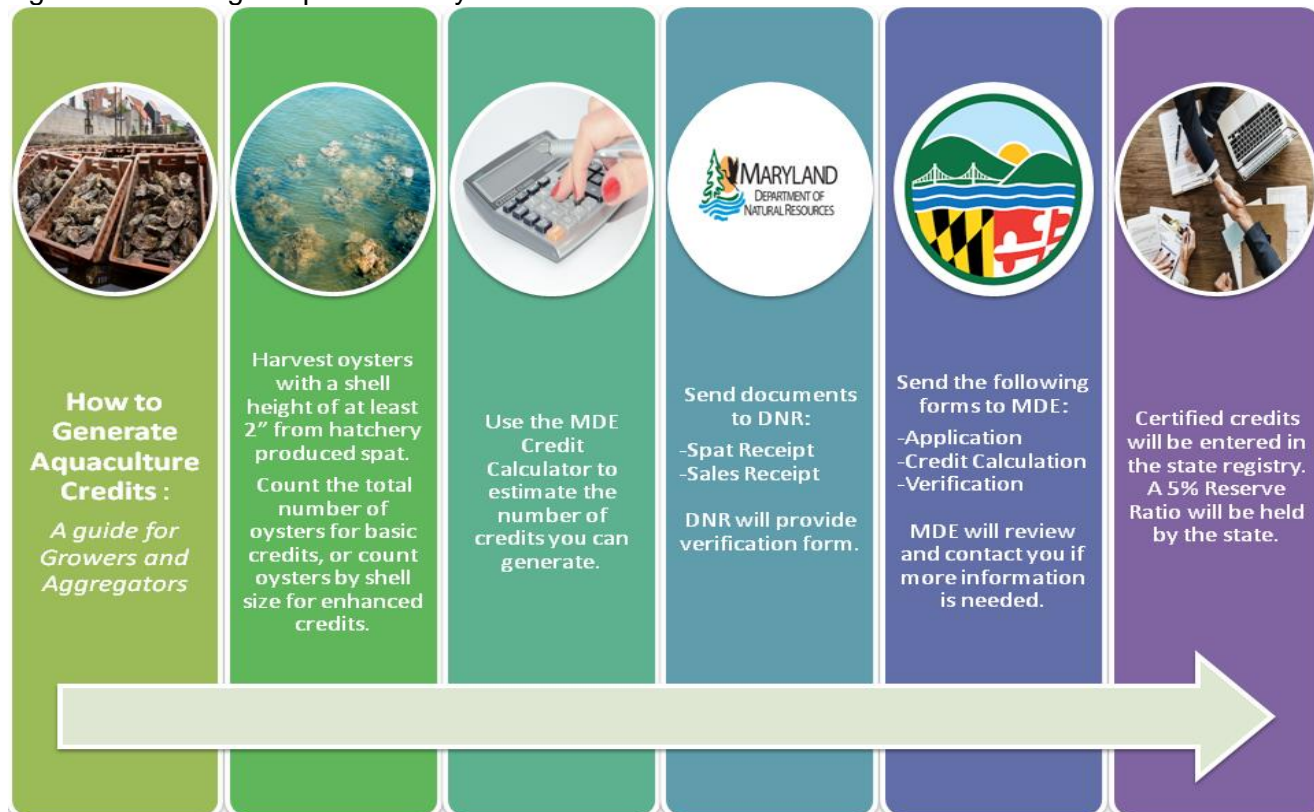 How to
Generate
Aquaculture
Credits :
A guide for
Growers and
Aggregators
Harvest oysters
with a shell
height of at least
2” from hatchery
produced spat.
Count the total
number of
oysters for basic
credits, or count
oysters by shell
size for enhanced
credits.
Use the MDE
Credit
Calculator to
estimate the
number of
credits you can
generate.
MARYLAND
DEPARTMENT OF
NATURAL RESOURCES
Send documents
to DNR:
-Spat Receipt
-Sales Receipt
DNR will provide
verification form.
Send the following
forms to MDE:
-Application
-Credit Calculation
-Verification
MDE will review
and contact you if
more information
is needed.
Certified credits
will be entered in
the state registry.
A 5% Reserve
Ratio will be held
by the state.